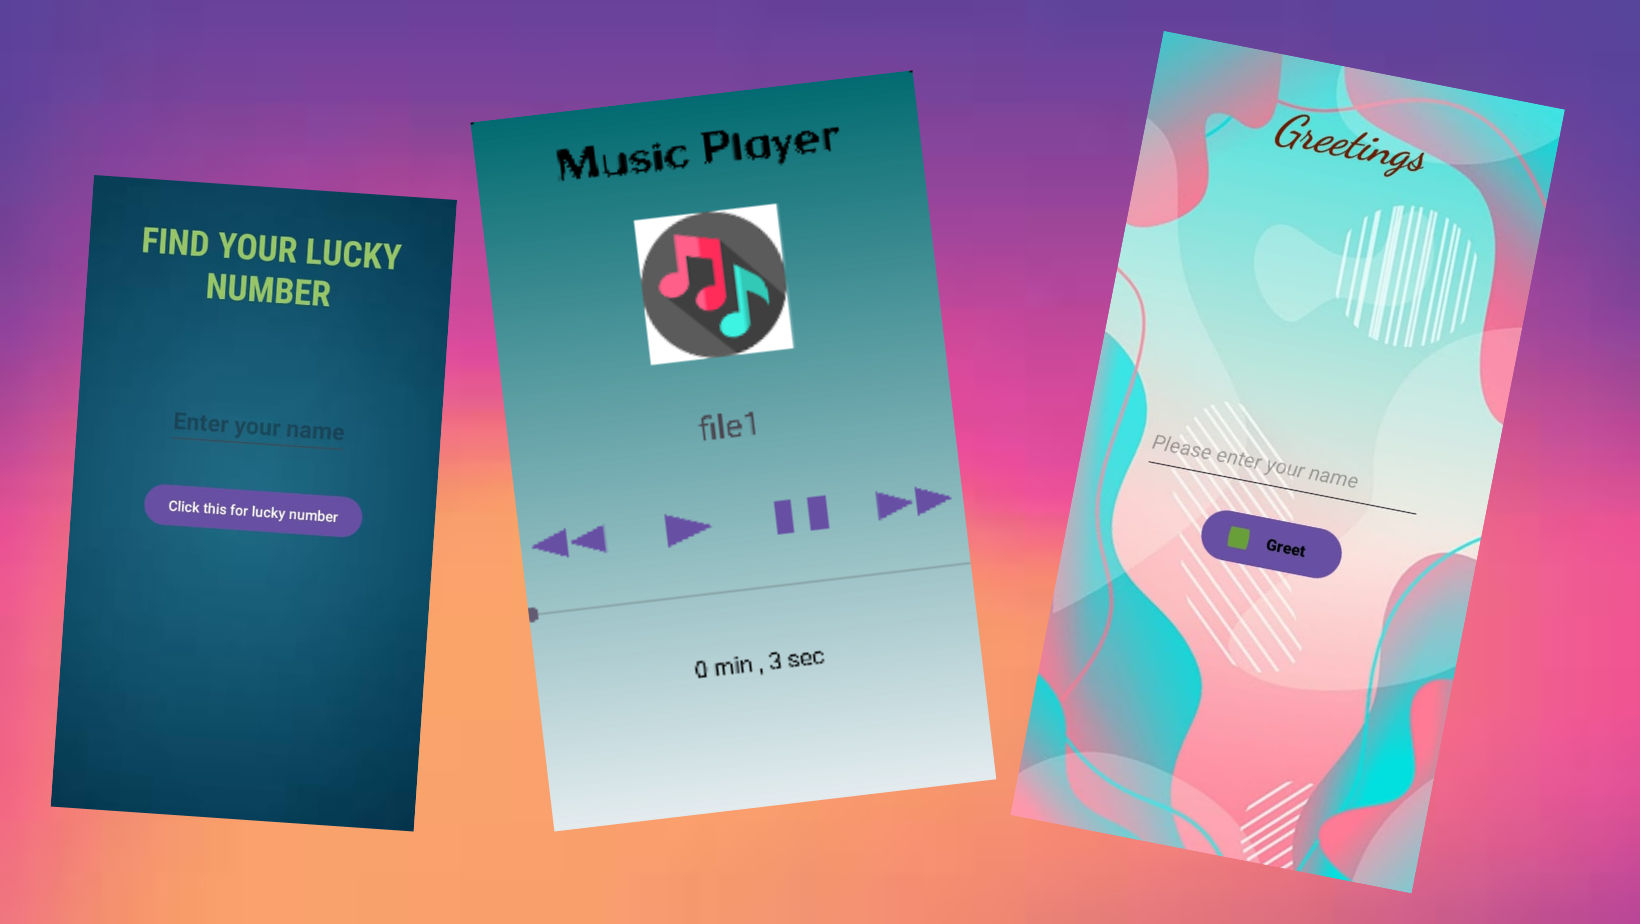 FIND YOUR LUCKY
NUMBER
Enter your name
Click this for lucky number
Music Player
file1
0 min , 3 sec
Greetings
Please enter your name
Greet